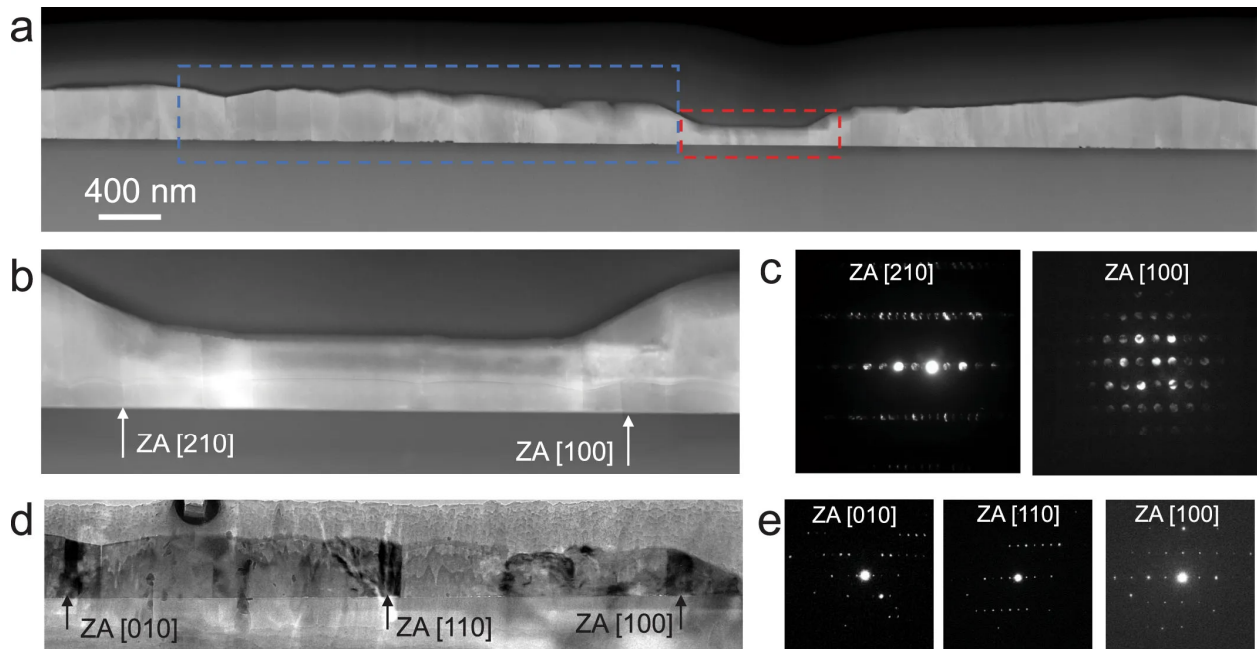 a
400 nm
b
ZA [210]
ZA [100]
c
ZA [210]
ZA [100]
d
ZA [010]
ZA [110]
ZA [100]
e
ZA [010]
ZA [110]
ZA [100]